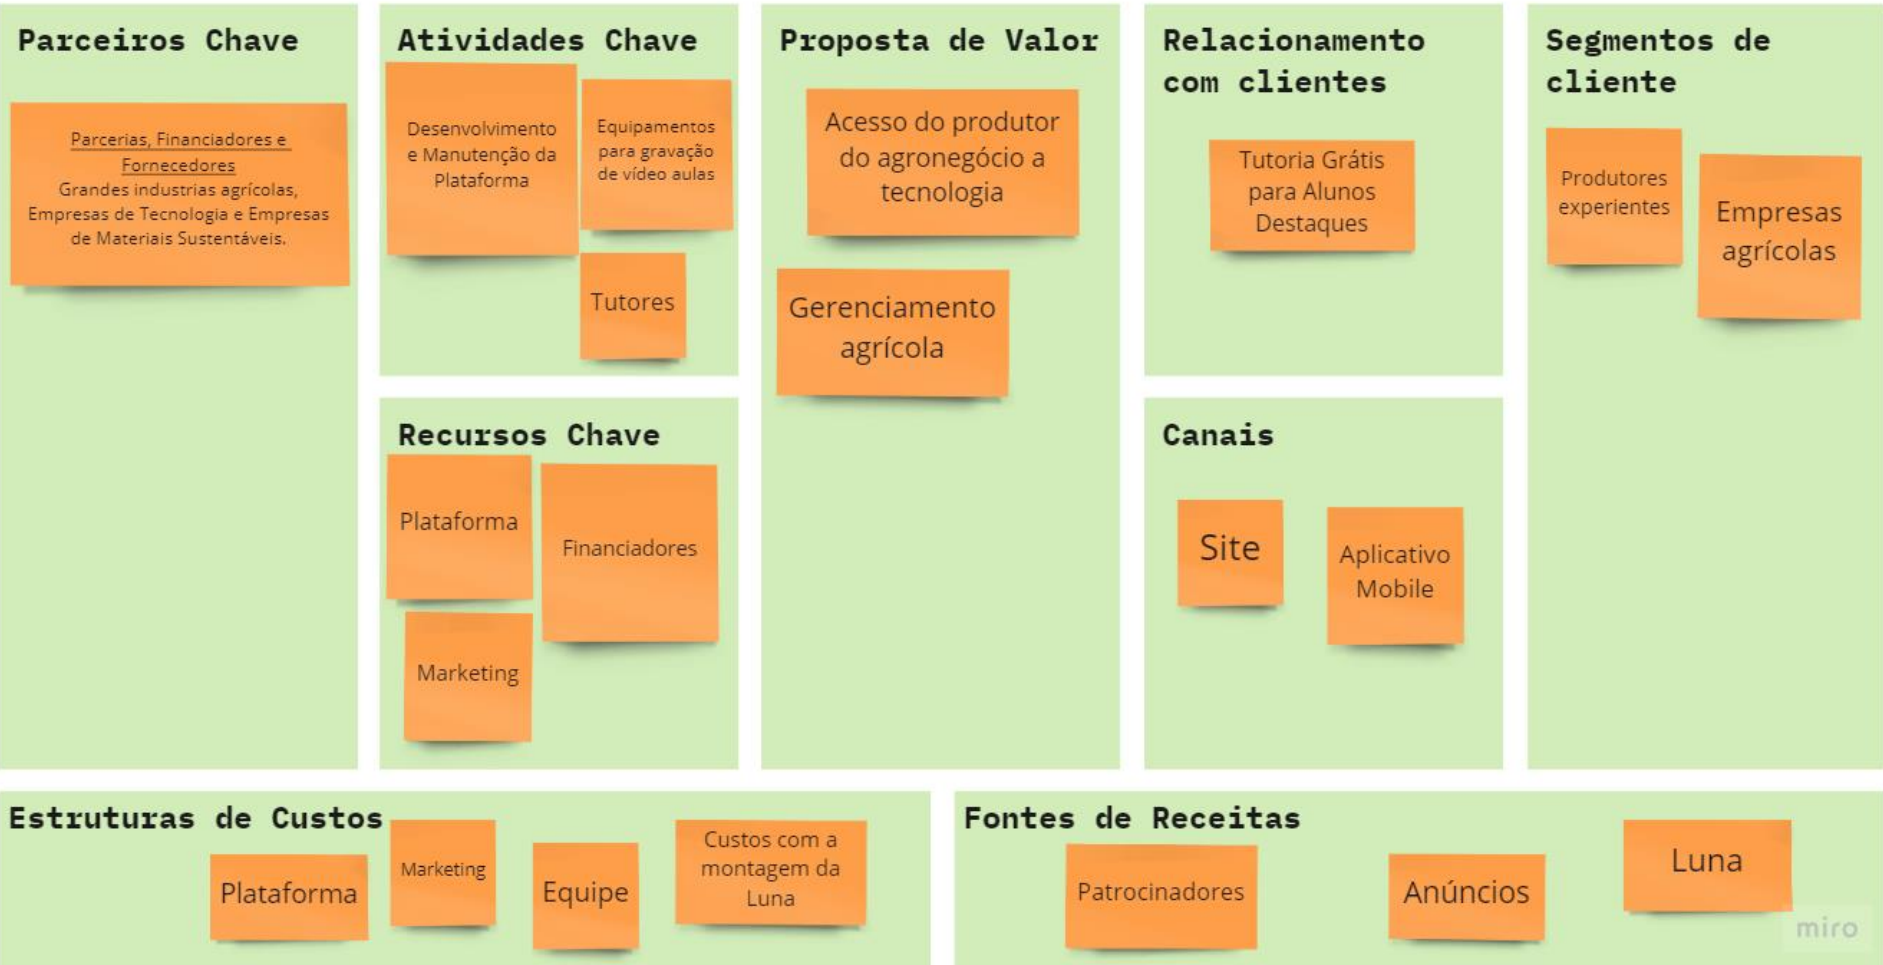 Parceiros Chave
Parcerias, Financiadores e
Fornecedores
Grandes industrias agrícolas,
Empresas de Tecnologia e Empresas
de Materiais Sustentáveis.
Atividades Chave
Desenvolvimento
e Manutenção da
Plataforma
Equipamentos
para gravação
de vídeo aulas
Tutores
Recursos Chave
Plataforma
Financiadores
Marketing
Proposta de Valor
Acesso do produtor
do agronegócio a
tecnologia
Gerenciamento
agrícola
Relacionamento
com clientes
Tutoria Grátis
para Alunos
Destaques
Canais
Site
Aplicativo
Mobile
Segmentos de
cliente
Produtores
experientes
Empresas
agrícolas
Estruturas de Custos
Plataforma
Marketing
Equipe
Custos com a
montagem da
Luna
Fontes de Receitas
Patrocinadores
Anúncios
Luna
miro